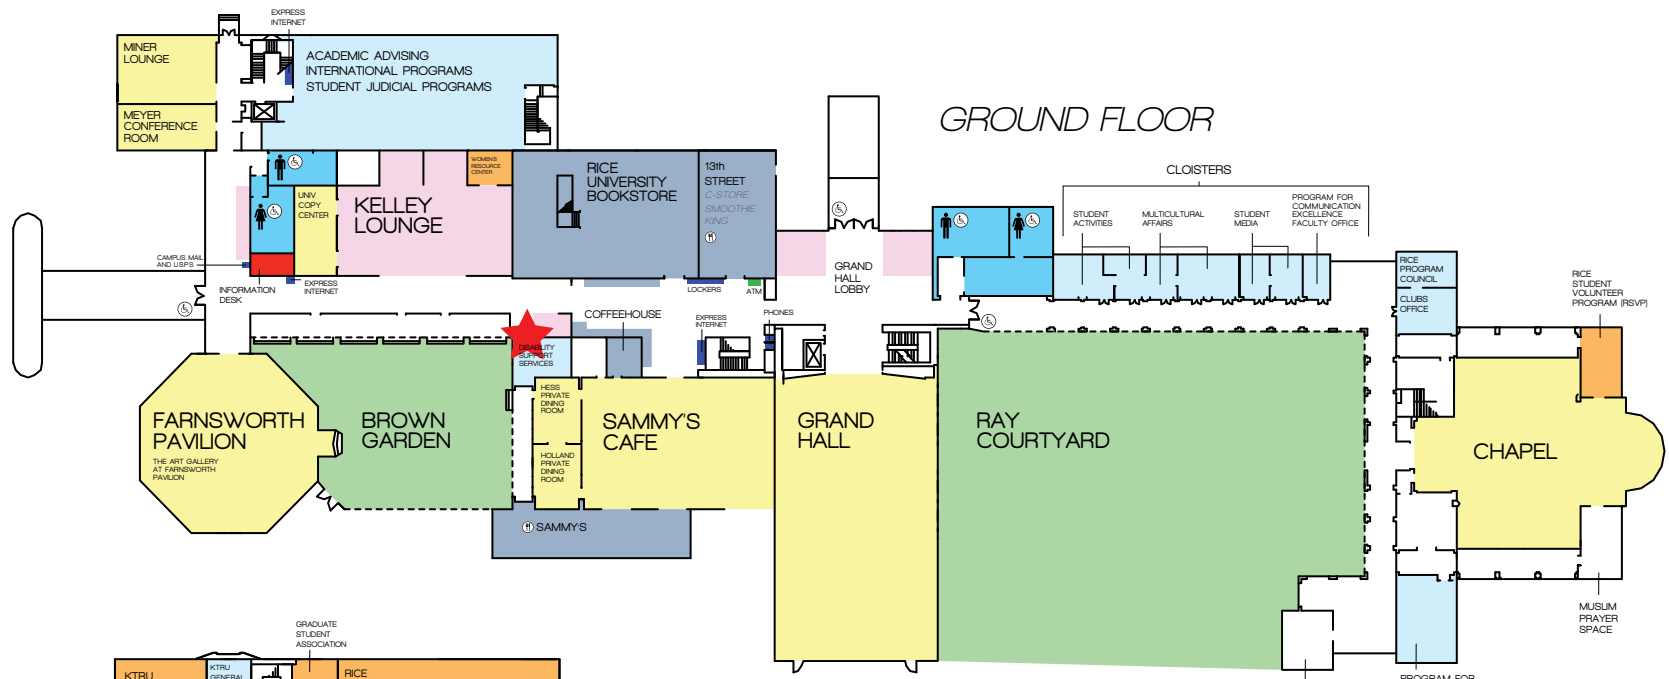 EXPRESS
INTERNET
MINER
LOUNGE
ACADEMIC ADVISING
INTERNATIONAL PROGRAMS
STUDENT JUDICIAL PROGRAMS
MEYER
CONFERENCE
ROOM
GROUND FLOOR
CLOISTERS
WOMEN'S
RESOURCE
CENTER
RICE
UNIVERSITY
BOOKSTORE
13th
STREET
C-STORE
SMOOTHIE
KING
UNIV
COPY
CENTER
KELLEY
LOUNGE
STUDENT
ACTIVITIES
MULTICULTURAL
AFFAIRS
STUDENT
MEDIA
PROGRAM FOR
COMMUNICATION
EXCELLENCE
FACULTY OFFICE
CAMPUS MAIL
AND USPS
INFORMATION
DESK
EXPRESS
INTERNET
LOCKERS
ATM
GRAND
HALL
LOBBY
RICE
PROGRAM
COUNCIL
CLUBS
OFFICE
RICE
STUDENT
VOLUNTEER
PROGRAM (RSVP)
COFFEEHOUSE
EXPRESS
INTERNET
PHONES
DISABILITY
SUPPORT
SERVICES
FARNSWORTH
PAVILION
THE ART GALLERY
AT FARNSWORTH
PAVILION
BROWN
GARDEN
HESS
PRIVATE
DINING
ROOM
HOLLAND
PRIVATE
DINING
ROOM
SAMMY'S
CAFE
GRAND
HALL
RAY
COURTYARD
CHAPEL
SAMMY'S
MUSLIM
PRAYER
SPACE
GRADUATE
STUDENT
ASSOCIATION
KTRU
KTRU
GENERAL
RICE
PROGRAM FOR